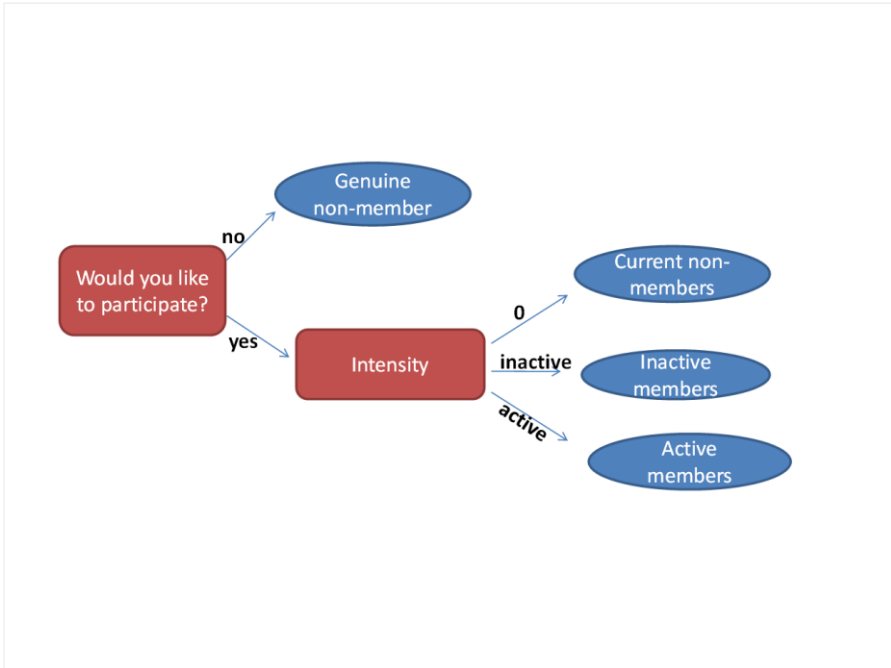 Genuine
non-member
no
Would you like
to participate?
yes
Intensity
0
Current non-
members
inactive
Inactive
members
active
Active
members